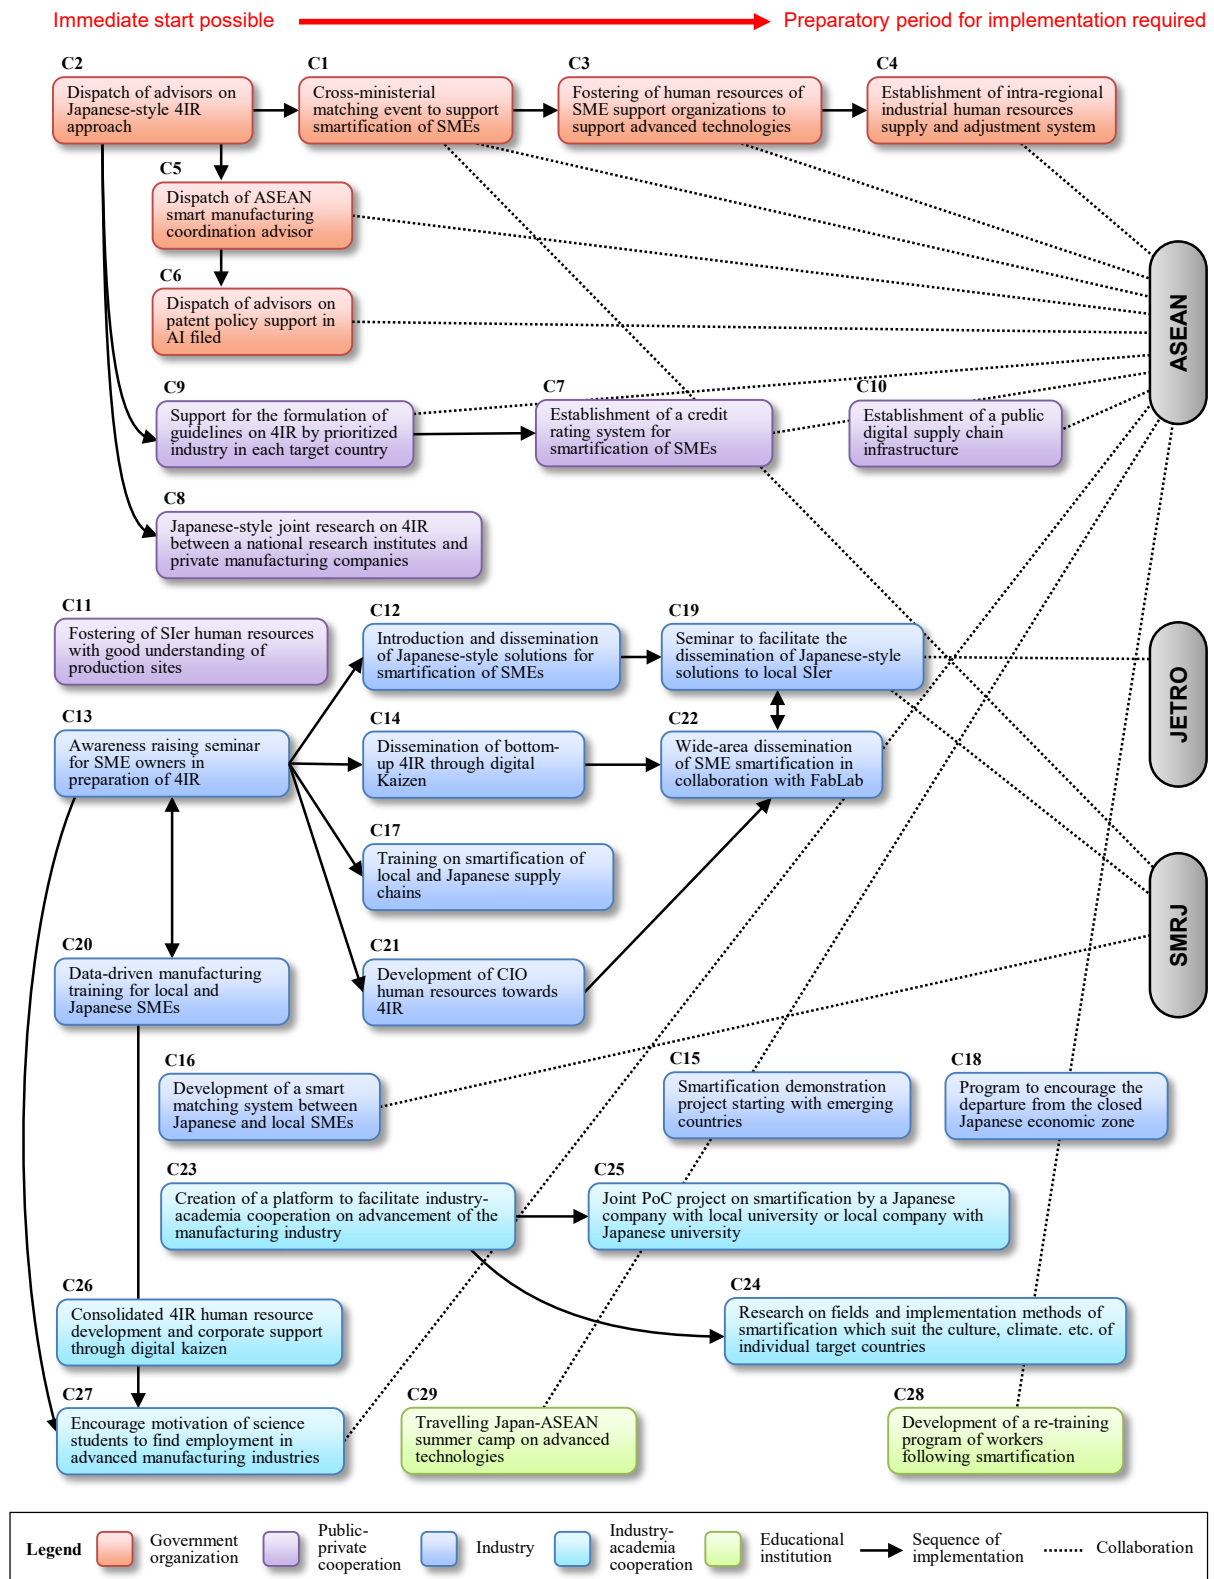 Immediate start possible
Preparatory period for implementation required
C2
Dispatch of advisors on
Japanese-style 4IR
approach
C1
Cross-ministerial
matching event to support
smartification of SMEs
C3
Fostering of human resources of
SME support organizations to
support advanced technologies
C4
Establishment of intra-regional
industrial human resources
supply and adjustment system
C5
Dispatch of ASEAN
smart manufacturing
coordination advisor
C6
Dispatch of advisors on
patent policy support in
AI filed
ASEAN
C9
Support for the formulation of
guidelines on 4IR by prioritized
industry in each target country
C7
Establishment of a credit
rating system for
smartification of SMEs
C10
Establishment of a public
digital supply chain
infrastructure
C8
Japanese-style joint research on 4IR
between a national research institutes and
private manufacturing companies
C11
Fostering of SIer human resources
with good understanding of
production sites
C12
Introduction and dissemination
of Japanese-style solutions for
smartification of SMEs
C19
Seminar to facilitate the
dissemination of Japanese-style
solutions to local SIer
JETRO
C13
Awareness raising seminar
for SME owners in
preparation of 4IR
C14
Dissemination of bottom-
up 4IR through digital
Kaizen
C22
Wide-area dissemination
of SME smartification in
collaboration with FabLab
C17
Training on smartification of
local and Japanese supply
chains
SMRJ
C20
Data-driven manufacturing
training for local and
Japanese SMEs
C21
Development of CIO
human resources towards
4IR
C16
Development of a smart
matching system between
Japanese and local SMEs
C15
Smartification demonstration
project starting with emerging
countries
C18
Program to encourage the
departure from the closed
Japanese economic zone
C23
Creation of a platform to facilitate industry-
academia cooperation on advancement of the
manufacturing industry
C25
Joint PoC project on smartification by a Japanese
company with local university or local company with
Japanese university
C26
Consolidated 4IR human resource
development and corporate support
through digital kaizen
C24
Research on fields and implementation methods of
smartification which suit the culture, climate. etc. of
individual target countries
C27
Encourage motivation of science
students to find employment in
advanced manufacturing industries
C29
Travelling Japan-ASEAN
summer camp on advanced
technologies
C28
Development of a re-training
program of workers
following smartification
Legend
Government
organization
Public-
private
cooperation
Industry
Industry-
academia
cooperation
Educational
institution
Sequence of
implementation
Collaboration